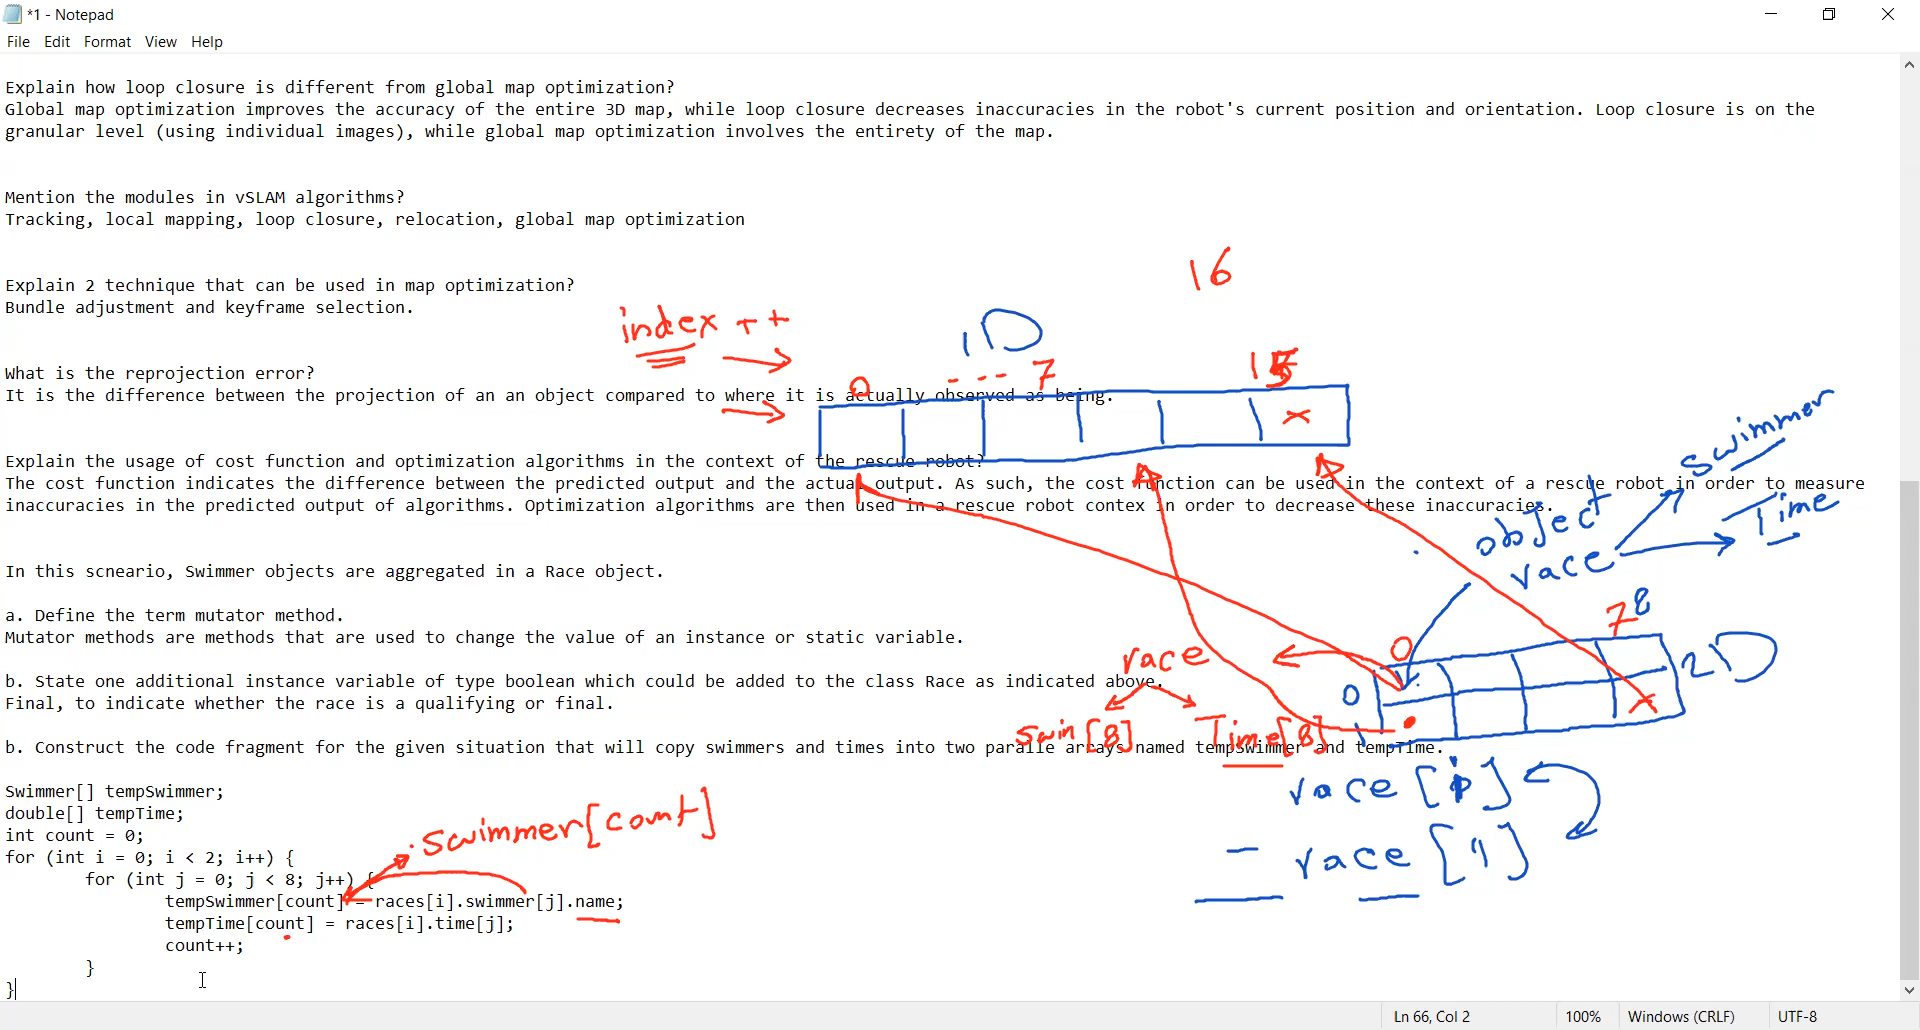 *1 - Notepad
File Edit Format View Help
Explain how loop closure is different from global map optimization?
Global map optimization improves the accuracy of the entire 3D map, while loop closure decreases inaccuracies in the robot's current position and orientation. Loop closure is on the
granular level (using individual images), while global map optimization involves the entirety of the map.
Mention the modules in vSLAM algorithms?
Tracking, local mapping, loop closure, relocation, global map optimization
16
Explain 2 technique that can be used in map optimization?
Bundle adjustment and keyframe selection.
index ++
1D
0 - - - - 7 15
What is the reprojection error?
It is the difference between the projection of an an object compared to where it is actually observed as being.
x
swimmer
Explain the usage of cost function and optimization algorithms in the context of the rescue robot?
The cost function indicates the difference between the predicted output and the actual output. As such, the cost function can be used in the context of a rescue robot in order to measure
inaccuracies in the predicted output of algorithms. Optimization algorithms are then used in a rescue robot contex in order to decrease these inaccuracies.
object
Time
race
In this scneario, Swimmer objects are aggregated in a Race object.
a. Define the term mutator method.
Mutator methods are methods that are used to change the value of an instance or static variable.
7 8
0
race
2D
b. State one additional instance variable of type boolean which could be added to the class Race as indicated above.
Final, to indicate whether the race is a qualifying or final.
0
x
1
swim[8] Time[8]
b. Construct the code fragment for the given situation that will copy swimmers and times into two paralle arrays named tempSwimmer and tempTime.
Swimmer[] tempSwimmer;
double[] tempTime;
int count = 0;
for (int i = 0; i < 2; i++) {
for (int j = 0; j < 8; j++) {
tempSwimmer[count] = races[i].swimmer[j].name;
tempTime[count] = races[i].time[j];
count++;
}
}
.swimmer[count]
race
race [1]
Ln 66, Col 2 100% Windows (CRLF) UTF-8